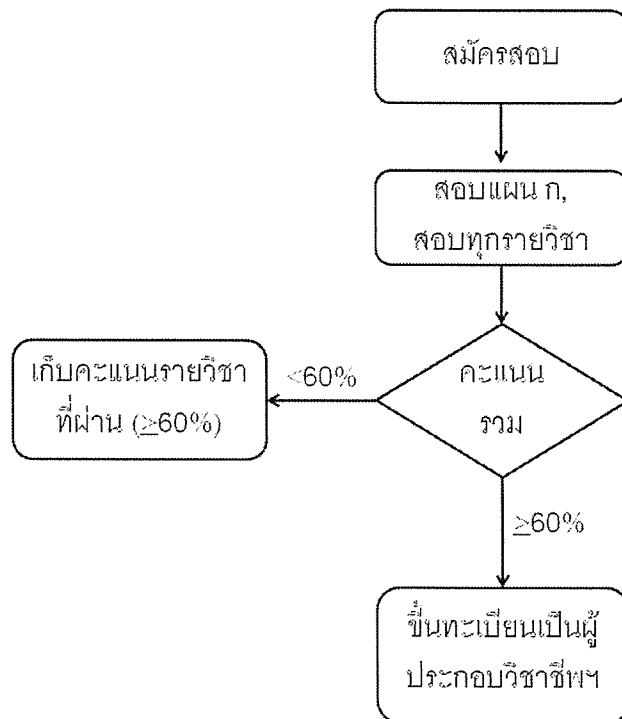 สมัครสอบ
สอบแผน ก,
สอบทุกรายวิชา
คะแนน
รวม
<60%
เก็บคะแนนรายวิชา
ที่ผ่าน (≥60%)
≥60%
ขึ้นทะเบียนเป็นผู้
ประกอบวิชาชีพฯ